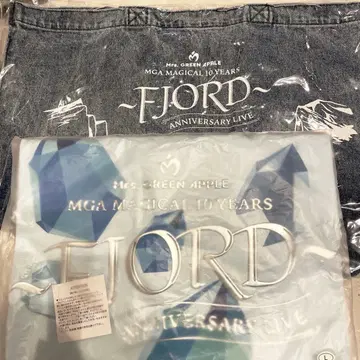 Mrs. GREEN APPLE
MGA MAGICAL 10 YEARS
~FJORD~
ANNIVERSARY LIVE
Mrs. GREEN APPLE
MGA MAGICAL 10 YEARS
~FJORD~
ANNIVERSARY LIVE
L